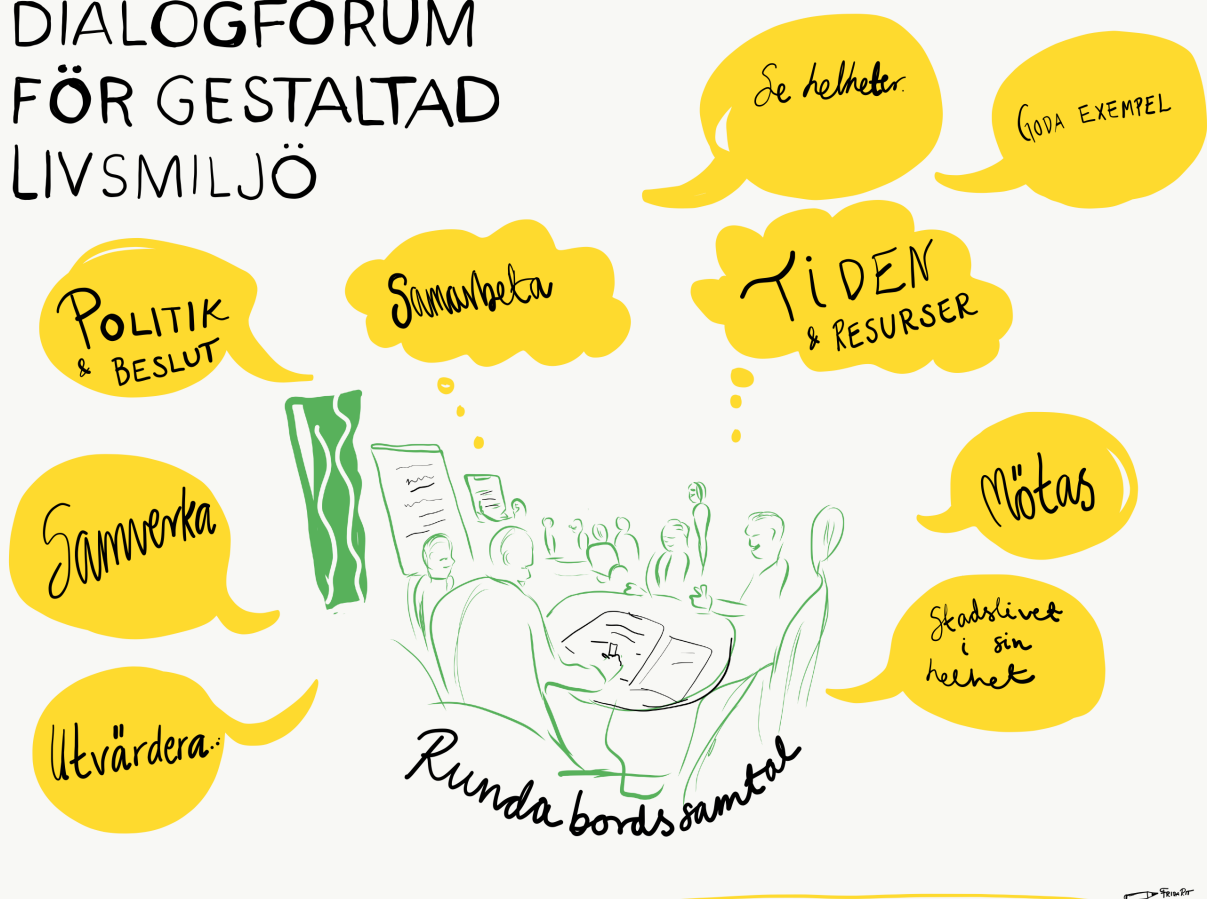 DIALOGFORUM
FÖR GESTALTAD
LIVSMILJÖ
Se helheter.
GODA EXEMPEL
POLITIK
& BESLUT
Samarbeta
TiDEN
& RESURSER
Samverka
Mötas
Stadslivet
i sin
helhet
Utvärdera..
Runda bordssamtal